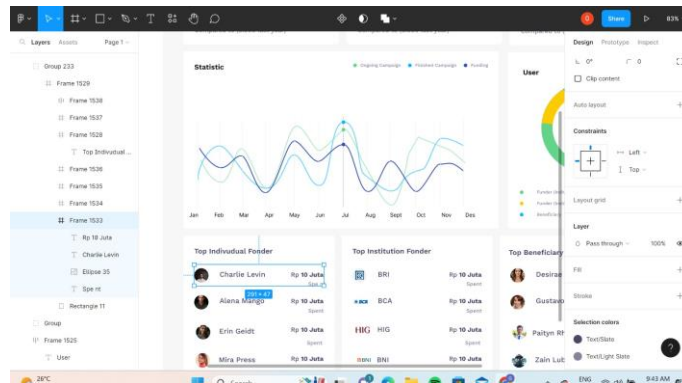 Share
83%
Layers Assets Page 1
Design Prototype Inspect
Group 233
Frame 1529
Frame 1538
Frame 1537
Frame 1528
Top Indivudual ...
Frame 1536
Frame 1535
Frame 1534
Frame 1533
Rp 10 Juta
Charlie Levin
Ellipse 35
Spe nt
Rectangle 11
Group
Frame 1525
User
Statistic
Ongoing Campaign
Finished Campaign
Funding
Jan Feb Mar Apr May Jun Jul Aug Sept Oct Nov Des
User
Top Indivudual Fonder
Charlie Levin Rp 10 Juta
Spe nt
Alena Mango Rp 10 Juta
Spent
Erin Geidt Rp 10 Juta
Mira Press Rp 10 Juta
Top Institution Fonder
BRI Rp 10 Juta
Spent
BCA BCA Rp 10 Juta
Spent
HIG HIG Rp 10 Juta
BNI BNI Rp 10 Juta
Top Beneficiary
Desirae
Gustavo
Paityn
Zain
0°
0
Clip content
Auto layout
Constraints
Left
Top
Layout grid
Layer
Pass through 100%
Fill
Stroke
Selection colors
Text/Slate
Text/Light Slate
?
26°C
ENG
9:43 AM